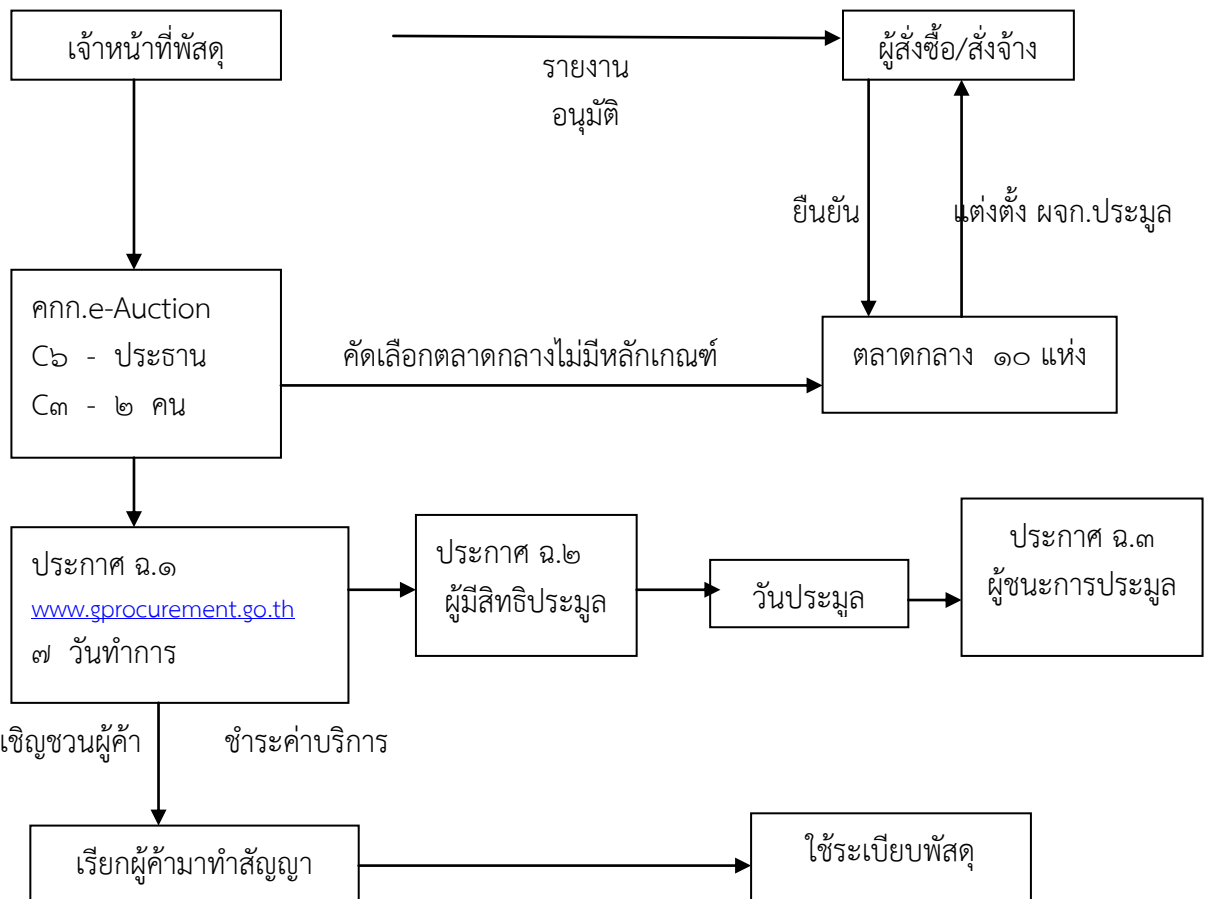 เจ้าหน้าที่พัสดุ
ผู้สั่งซื้อ/สั่งจ้าง
รายงาน
อนุมัติ
ยืนยัน
แต่งตั้ง ผจก.ประมูล
คกก.e-Auction
C๖ - ประธาน
C๓ - ๒ คน
คัดเลือกตลาดกลางไม่มีหลักเกณฑ์
ตลาดกลาง ๑๐ แห่ง
ประกาศ ฉ.๑
www.gprocurement.go.th
๗ วันทำการ
ประกาศ ฉ.๒
ผู้มีสิทธิประมูล
วันประมูล
ประกาศ ฉ.๓
ผู้ชนะการประมูล
เชิญชวนผู้ค้า
ชำระค่าบริการ
เรียกผู้ค้ามาทำสัญญา
ใช้ระเบียบพัสดุ